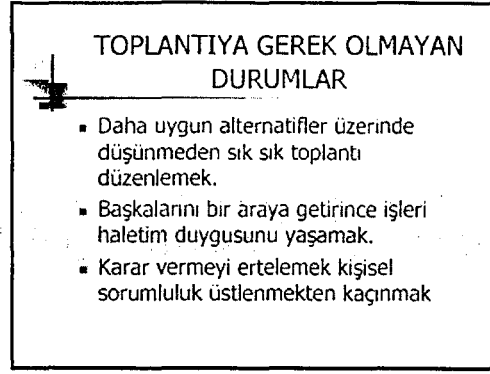 TOPLANTIYA GEREK OLMAYAN
DURUMLAR
▪ Daha uygun alternatifler üzerinde
düşünmeden sık sık toplantı
düzenlemek.
▪ Başkalarını bir araya getirince işleri
haletim duygusunu yaşamak.
▪ Karar vermeyi ertelemek kişisel
sorumluluk üstlenmekten kaçınmak